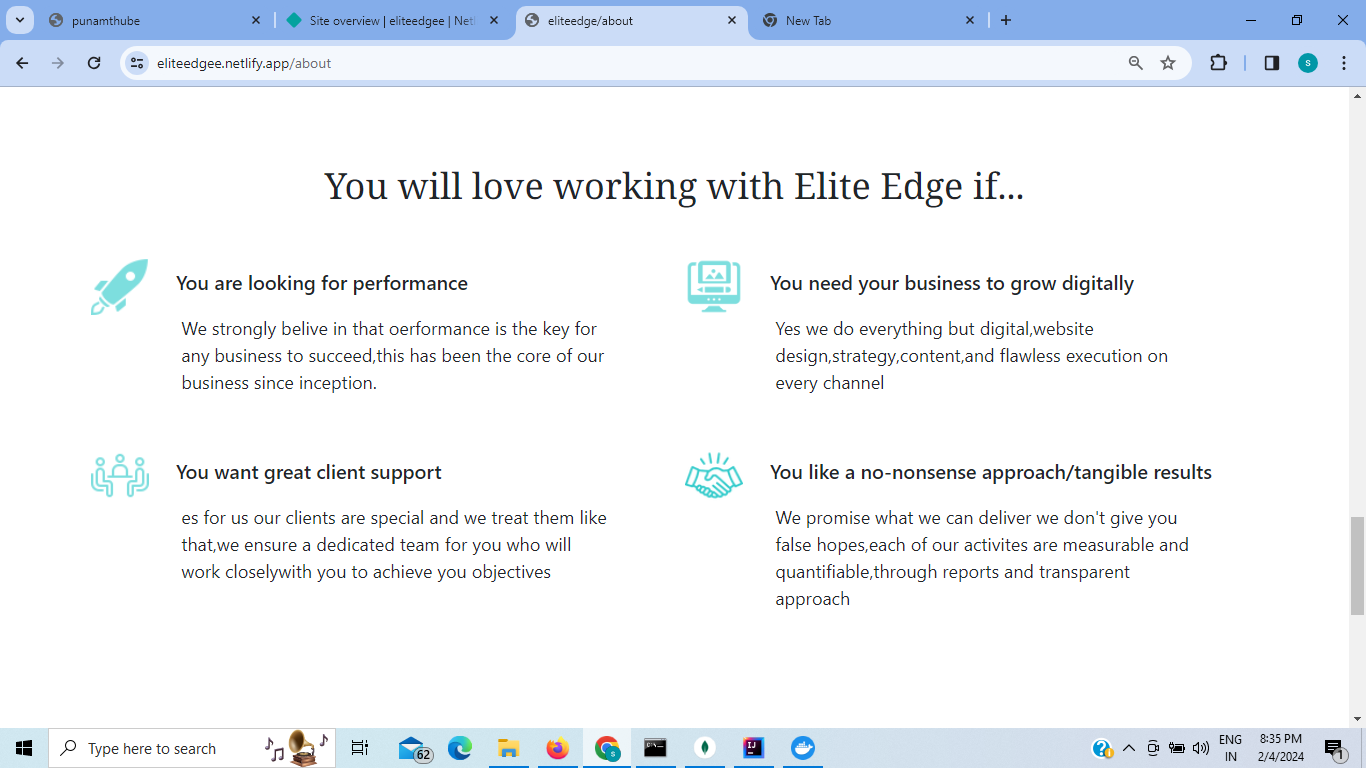 punamthube
Site overview | eliteedgee | Netl
eliteedge/about
New Tab
eliteedgee.netlify.app/about
s
You will love working with Elite Edge if...
You are looking for performance
We strongly belive in that oerformance is the key for
any business to succeed,this has been the core of our
business since inception.
You need your business to grow digitally
Yes we do everything but digital,website
design,strategy,content,and flawless execution on
every channel
You want great client support
es for us our clients are special and we treat them like
that,we ensure a dedicated team for you who will
work closelywith you to achieve you objectives
You like a no-nonsense approach/tangible results
We promise what we can deliver we don't give you
false hopes,each of our activites are measurable and
quantifiable,through reports and transparent
approach
Type here to search
62
s
ENG
IN
8:35 PM
2/4/2024
1